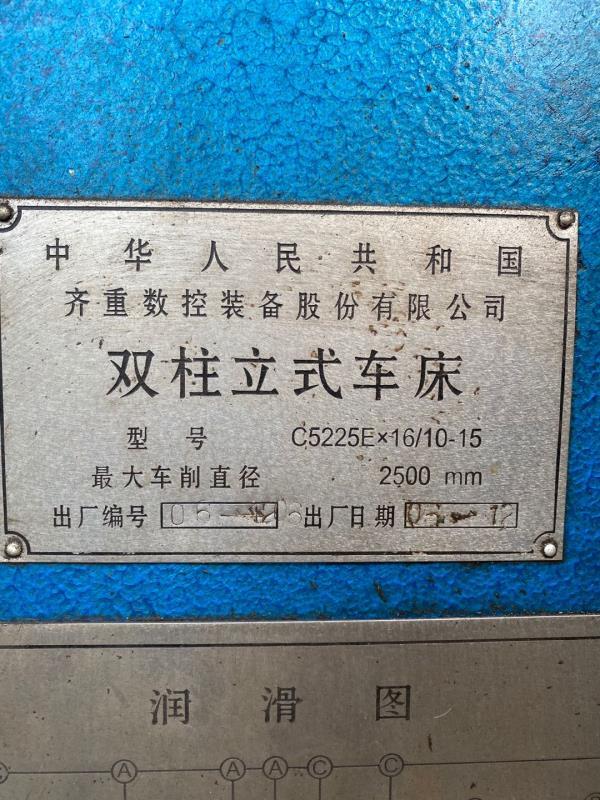 中华人民共和国
齐重数控装备股份有限公司
双柱立式车床
型号 C5225E×16/10-15
最大车削直径 2500 mm
出厂编号 出厂日期
润滑图
A A A C C